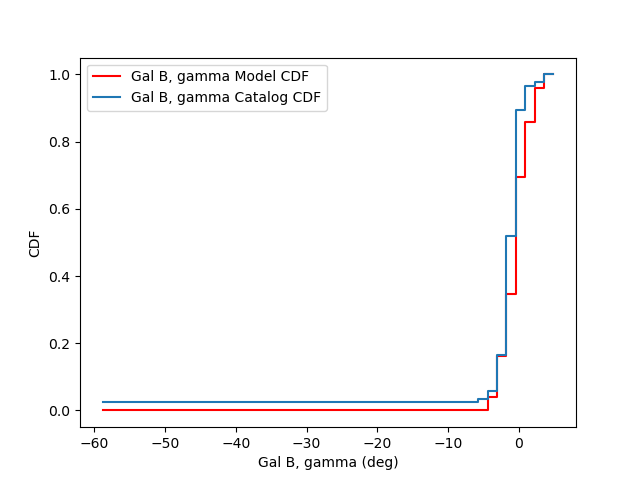 Gal B, gamma Model CDF
Gal B, gamma Catalog CDF
1.0
0.8
0.6
0.4
0.2
0.0
CDF
−60 −50 −40 −30 −20 −10 0
Gal B, gamma (deg)